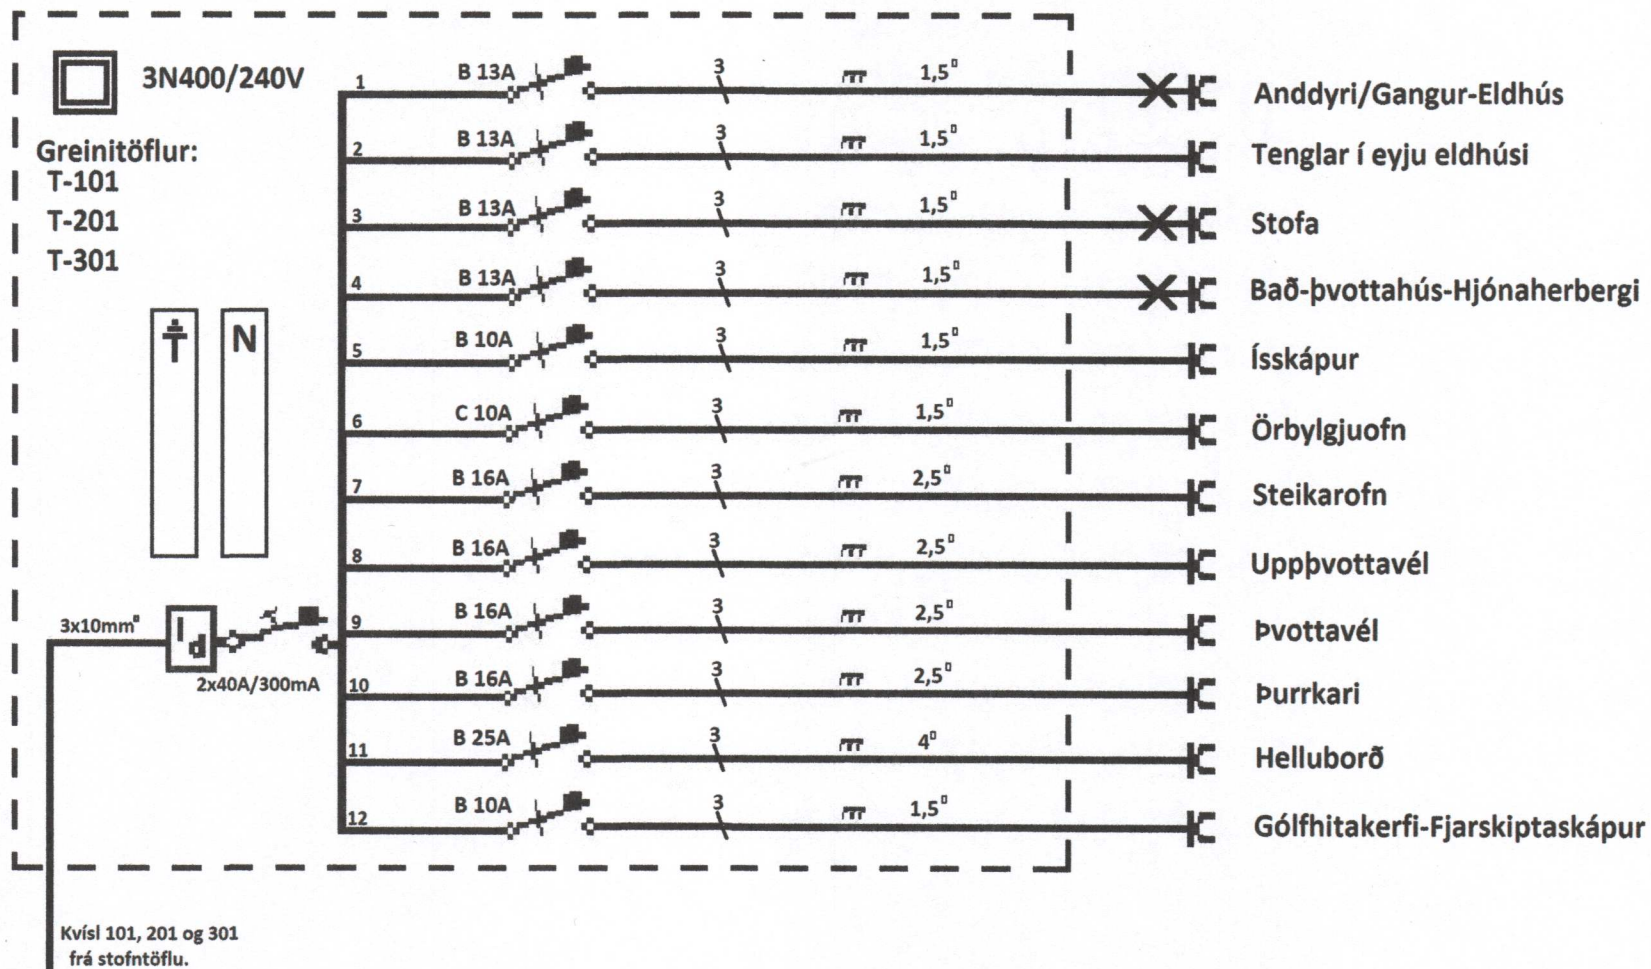 3N400/240V
Greinitöflur:
T-101
T-201
T-301
N
1 B 13A 3 1,5▫ Anddyri/Gangur-Eldhús
2 B 13A 3 1,5▫ Tenglar í eyju eldhúsi
3 B 13A 3 1,5▫ Stofa
4 B 13A 3 1,5▫ Bað-þvottahús-Hjónaherbergi
5 B 10A 3 1,5▫ Ísskápur
6 C 10A 3 1,5▫ Örbylgjuofn
7 B 16A 3 2,5▫ Steikarofn
8 B 16A 3 2,5▫ Uppþvottavél
9 B 16A 3 2,5▫ Þvottavél
10 B 16A 3 2,5▫ Þurrkari
11 B 25A 3 4▫ Helluborð
12 B 10A 3 1,5▫ Gólfhitakerfi-Fjarskiptaskápur
3x10mm▫
Id
2x40A/300mA
Kvísl 101, 201 og 301
frá stofntöflu.